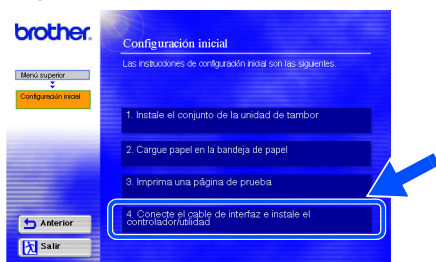 brother.
Configuración inicial
Las instrucciones de configuración inicial son las siguientes.
Menú superior
Configuración inicial
1. Instale el conjunto de la unidad de tambor
2. Cargue papel en la bandeja de papel
3. Imprima una página de prueba
4. Conecte el cable de interfaz e instale el
controlador/utilidad
Anterior
Salir